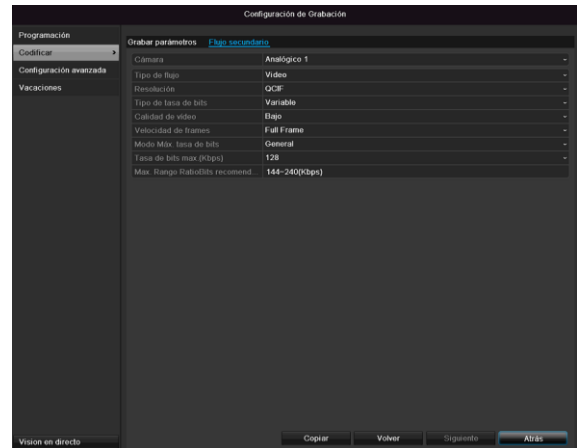 Configuración de Grabación
Programación
Codificar
Configuración avanzada
Vacaciones
Vision en directo
Grabar parámetros Flujo secundario
Cámara Analógico 1
Tipo de flujo Video
Resolución QCIF
Tipo de tasa de bits Variable
Calidad de video Bajo
Velocidad de frames Full Frame
Modo Máx. tasa de bits General
Tasa de bits max.(Kbps) 128
Max. Range RatioBits recomend... 144~240(Kbps)
Copiar Volver Siguiente Atrás